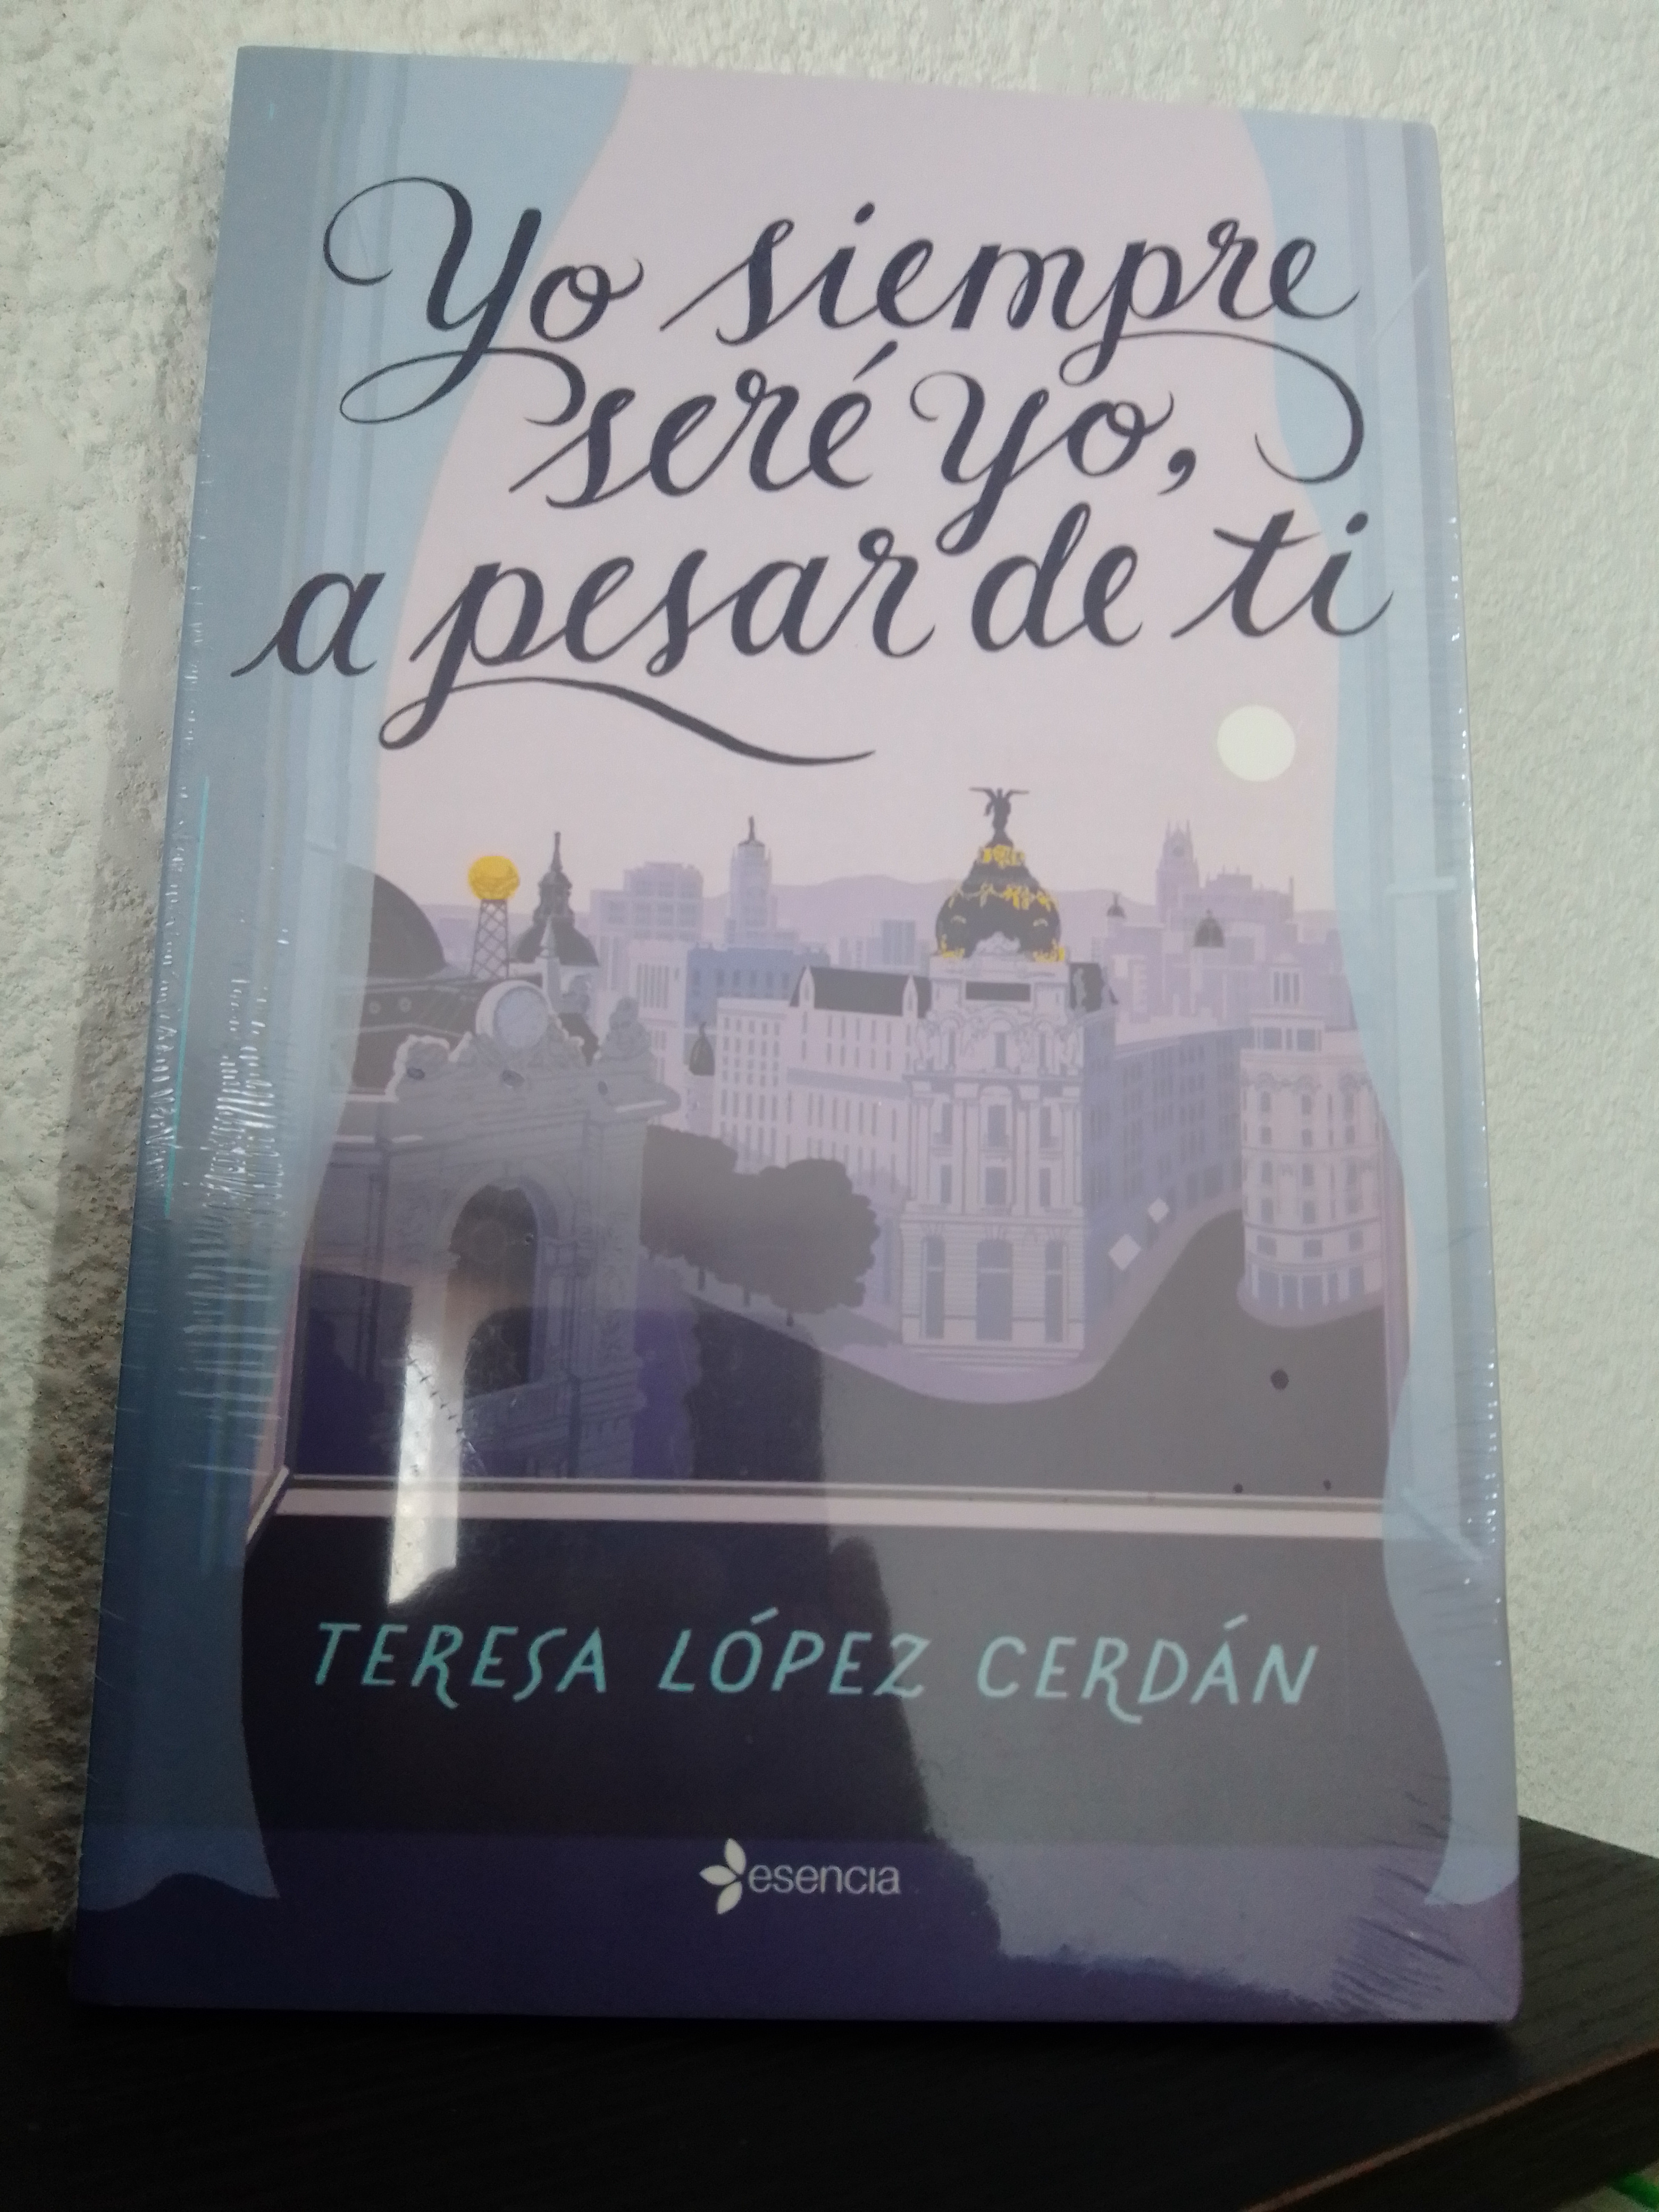 Yo siempre
seré yo,
a pesar de ti
TERESA LÓPEZ CERDÁN
esencia